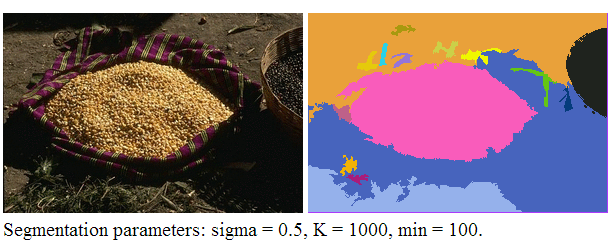 Segmentation parameters: sigma = 0.5, K = 1000, min = 100.